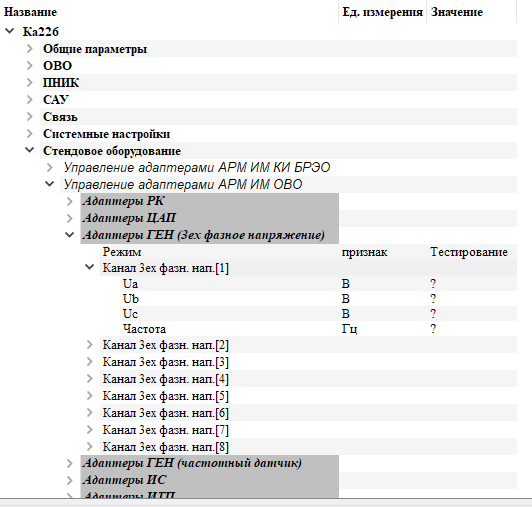 Название Ед. измерения Значение
Ка226
Общие параметры
ОВО
ПНИК
САУ
Связь
Системные настройки
Стендовое оборудование
Управление адаптерами АРМ ИМ КИ БРЭО
Управление адаптерами АРМ ИМ ОВО
Адаптеры РК
Адаптеры ЦАП
Адаптеры ГЕН (3ех фазное напряжение)
Режим признак Тестирование
Канал 3ех фазн. нап.[1]
Ua В ?
Ub В ?
Uc В ?
Частота Гц ?
Канал 3ех фазн. нап.[2]
Канал 3ех фазн. нап.[3]
Канал 3ех фазн. нап.[4]
Канал 3ех фазн. нап.[5]
Канал 3ех фазн. нап.[6]
Канал 3ех фазн. нап.[7]
Канал 3ех фазн. нап.[8]
Адаптеры ГЕН (частотный датчик)
Адаптеры ИС
Адаптеры ИТП